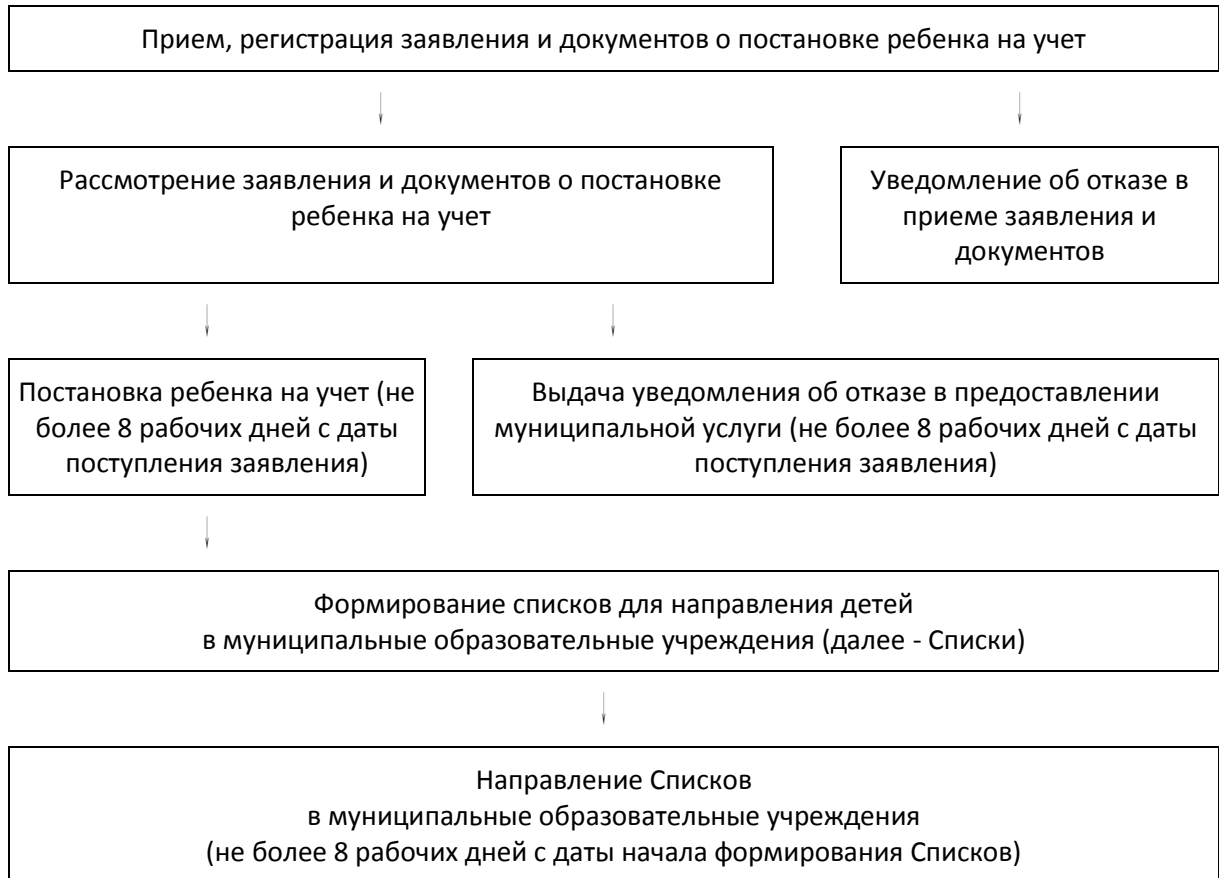 Прием, регистрация заявления и документов о постановке ребенка на учет
Рассмотрение заявления и документов о постановке
ребенка на учет
Уведомление об отказе в
приеме заявления и
документов
Постановка ребенка на учет (не
более 8 рабочих дней с даты
поступления заявления)
Выдача уведомления об отказе в предоставлении
муниципальной услуги (не более 8 рабочих дней с даты
поступления заявления)
Формирование списков для направления детей
в муниципальные образовательные учреждения (далее - Списки)
Направление Списков
в муниципальные образовательные учреждения
(не более 8 рабочих дней с даты начала формирования Списков)